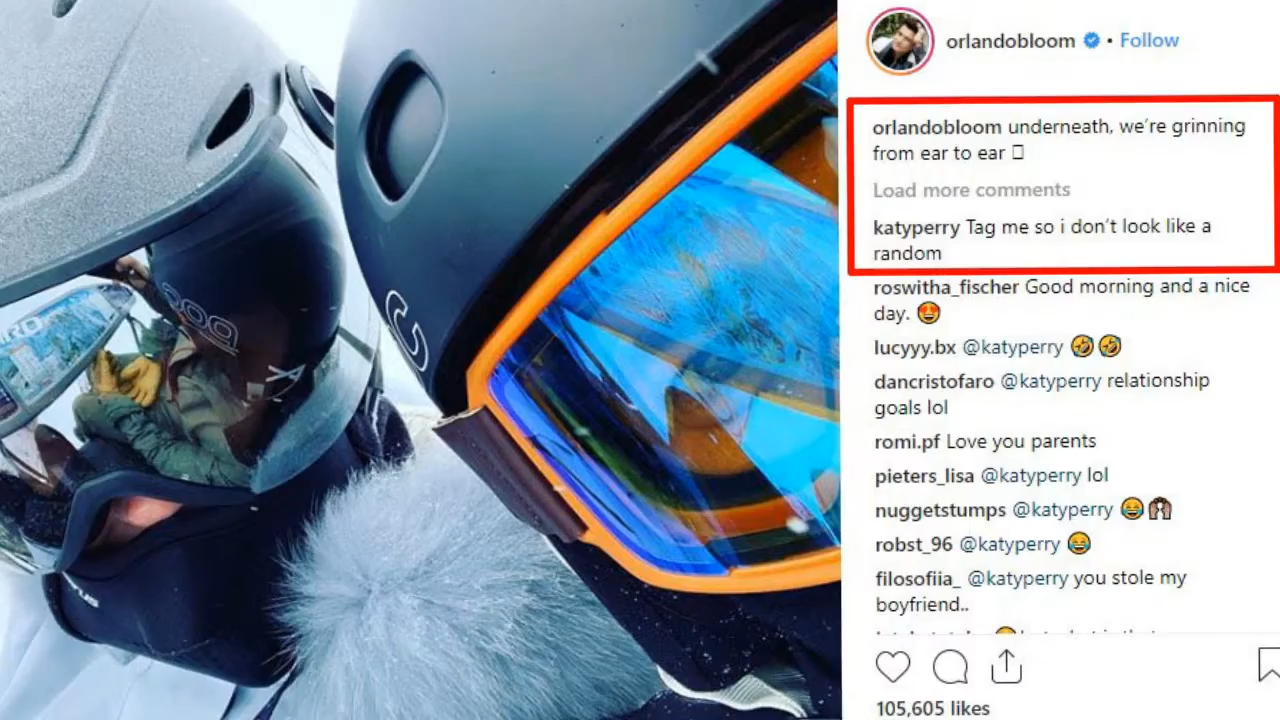 orlandobloom • Follow
orlandobloom underneath, we're grinning
from ear to ear
Load more comments
katyperry Tag me so i don't look like a
random
roswitha_fischer Good morning and a nice
day. 😍
lucyyy.bx @katyperry 🤣🤣
dancristofaro @katyperry relationship
goals lol
romi.pf Love you parents
pieters_lisa @katyperry lol
nuggetstumps @katyperry 😂🙌🏾
robst_96 @katyperry 😂
filosofiia_ @katyperry you stole my
boyfriend..
105,605 likes